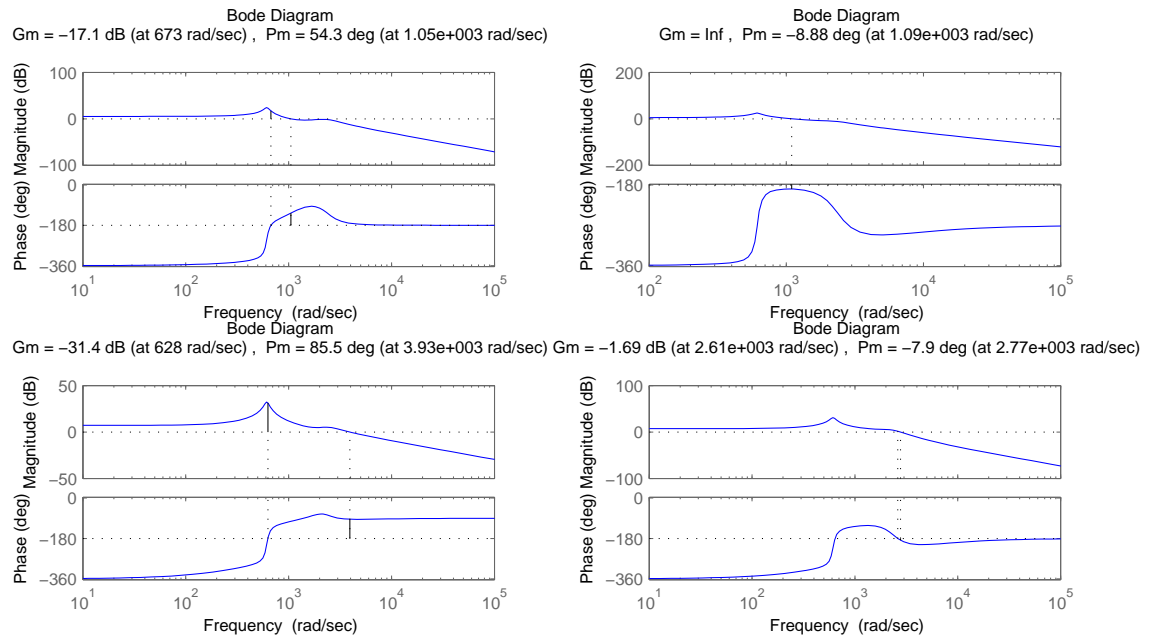 Bode Diagram
Gm = −17.1 dB (at 673 rad/sec) , Pm = 54.3 deg (at 1.05e+003 rad/sec)
100
0
−100
Magnitude (dB)
0
−180
−360
Phase (deg)
10^1
10^2
10^3
10^4
10^5
Frequency (rad/sec)
Bode Diagram
Gm = Inf , Pm = −8.88 deg (at 1.09e+003 rad/sec)
200
0
−200
Magnitude (dB)
−180
−360
Phase (deg)
10^2
10^3
10^4
10^5
Frequency (rad/sec)
Bode Diagram
Gm = −31.4 dB (at 628 rad/sec) , Pm = 85.5 deg (at 3.93e+003 rad/sec)
50
0
−50
Magnitude (dB)
0
−180
−360
Phase (deg)
10^1
10^2
10^3
10^4
10^5
Frequency (rad/sec)
Bode Diagram
Gm = −1.69 dB (at 2.61e+003 rad/sec) , Pm = −7.9 deg (at 2.77e+003 rad/sec)
100
0
−100
Magnitude (dB)
0
−180
−360
Phase (deg)
10^1
10^2
10^3
10^4
10^5
Frequency (rad/sec)